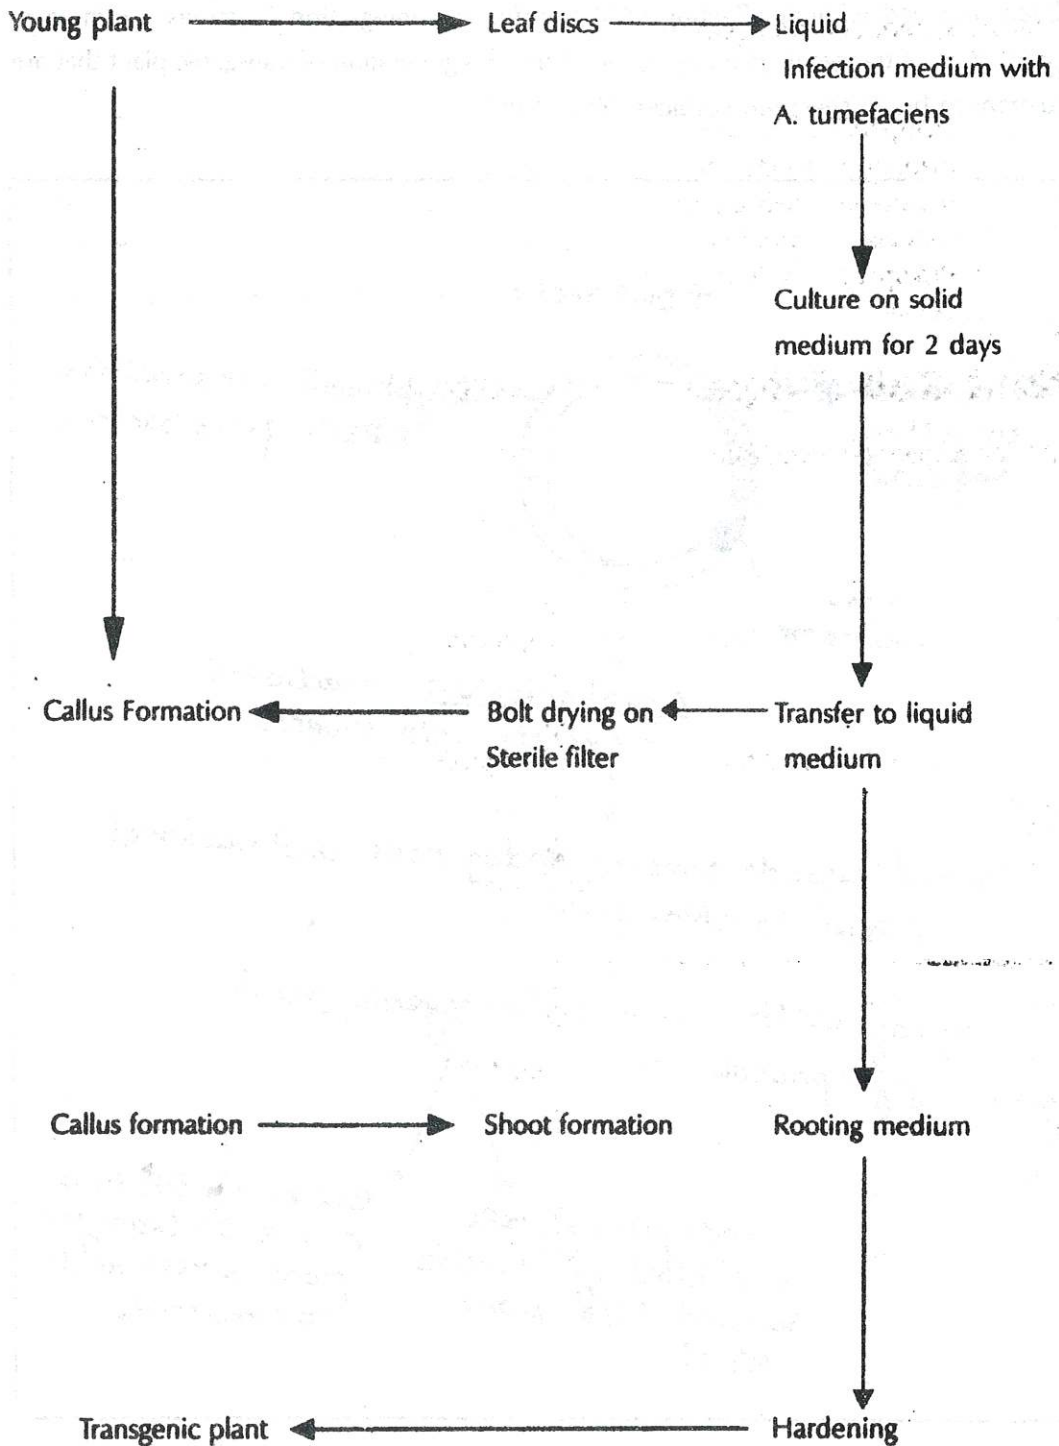 Young plant
Leaf discs
Liquid
Infection medium with
A. tumefaciens
Culture on solid
medium for 2 days
Callus Formation
Bolt drying on
Sterile filter
Transfer to liquid
medium
Callus formation
Shoot formation
Rooting medium
Transgenic plant
Hardening